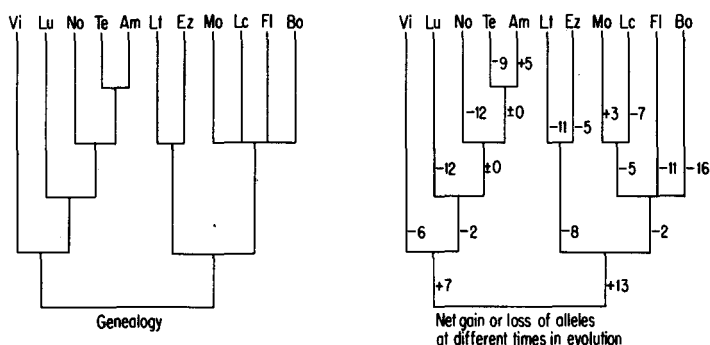 Vi Lu No Te Am Lt Ez Mo Lc Fl Bo
Genealogy
Vi Lu No Te Am Lt Ez Mo Lc Fl Bo
-9 +5
-12 ±0 -11 -5 +3 -7
-12 ±0 -5 -11 -16
-6 -2 -8 -2
+7 +13
Net gain or loss of alleles
at different times in evolution